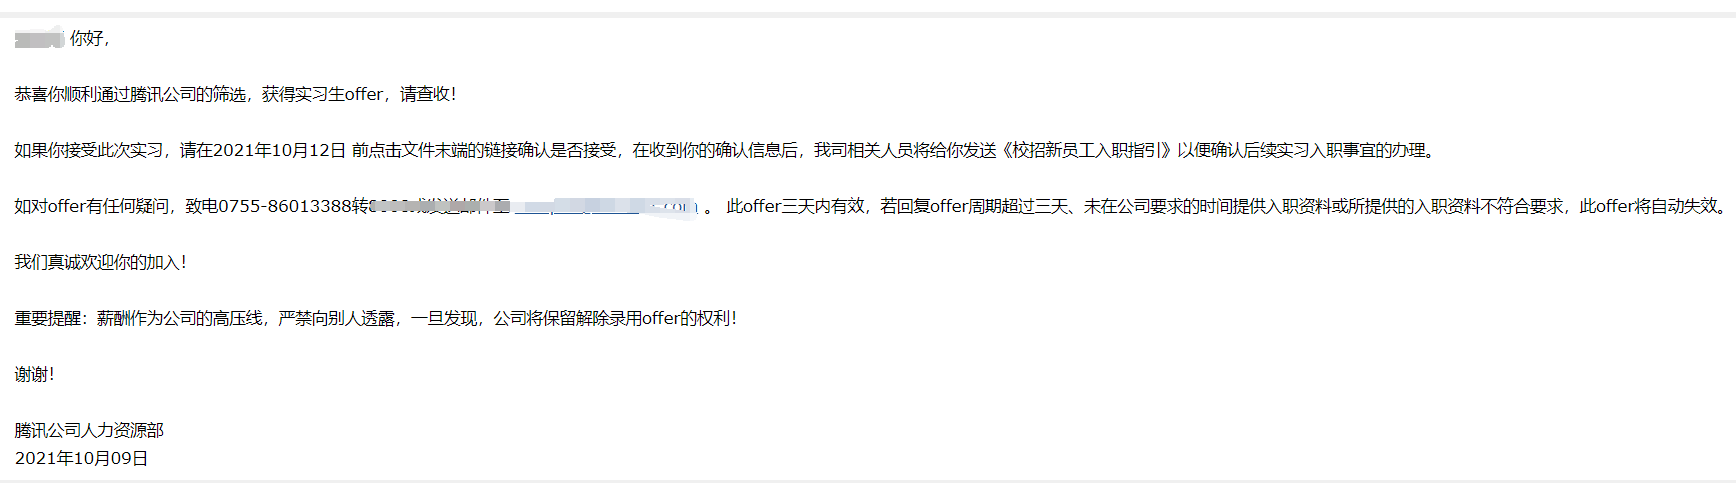 你好，
恭喜你顺利通过腾讯公司的筛选，获得实习生offer，请查收！
如果你接受此次实习，请在2021年10月12日 前点击文件末端的链接确认是否接受，在收到你的确认信息后，我司相关人员将给你发送《校招新员工入职指引》以便确认后续实习入职事宜的办理。
如对offer有任何疑问，致电0755-86013388转 。 此offer三天内有效，若回复offer周期超过三天、未在公司要求的时间提供入职资料或所提供的入职资料不符合要求，此offer将自动失效。
我们真诚欢迎你的加入！
重要提醒：薪酬作为公司的高压线，严禁向别人透露，一旦发现，公司将保留解除录用offer的权利！
谢谢！
腾讯公司人力资源部
2021年10月09日